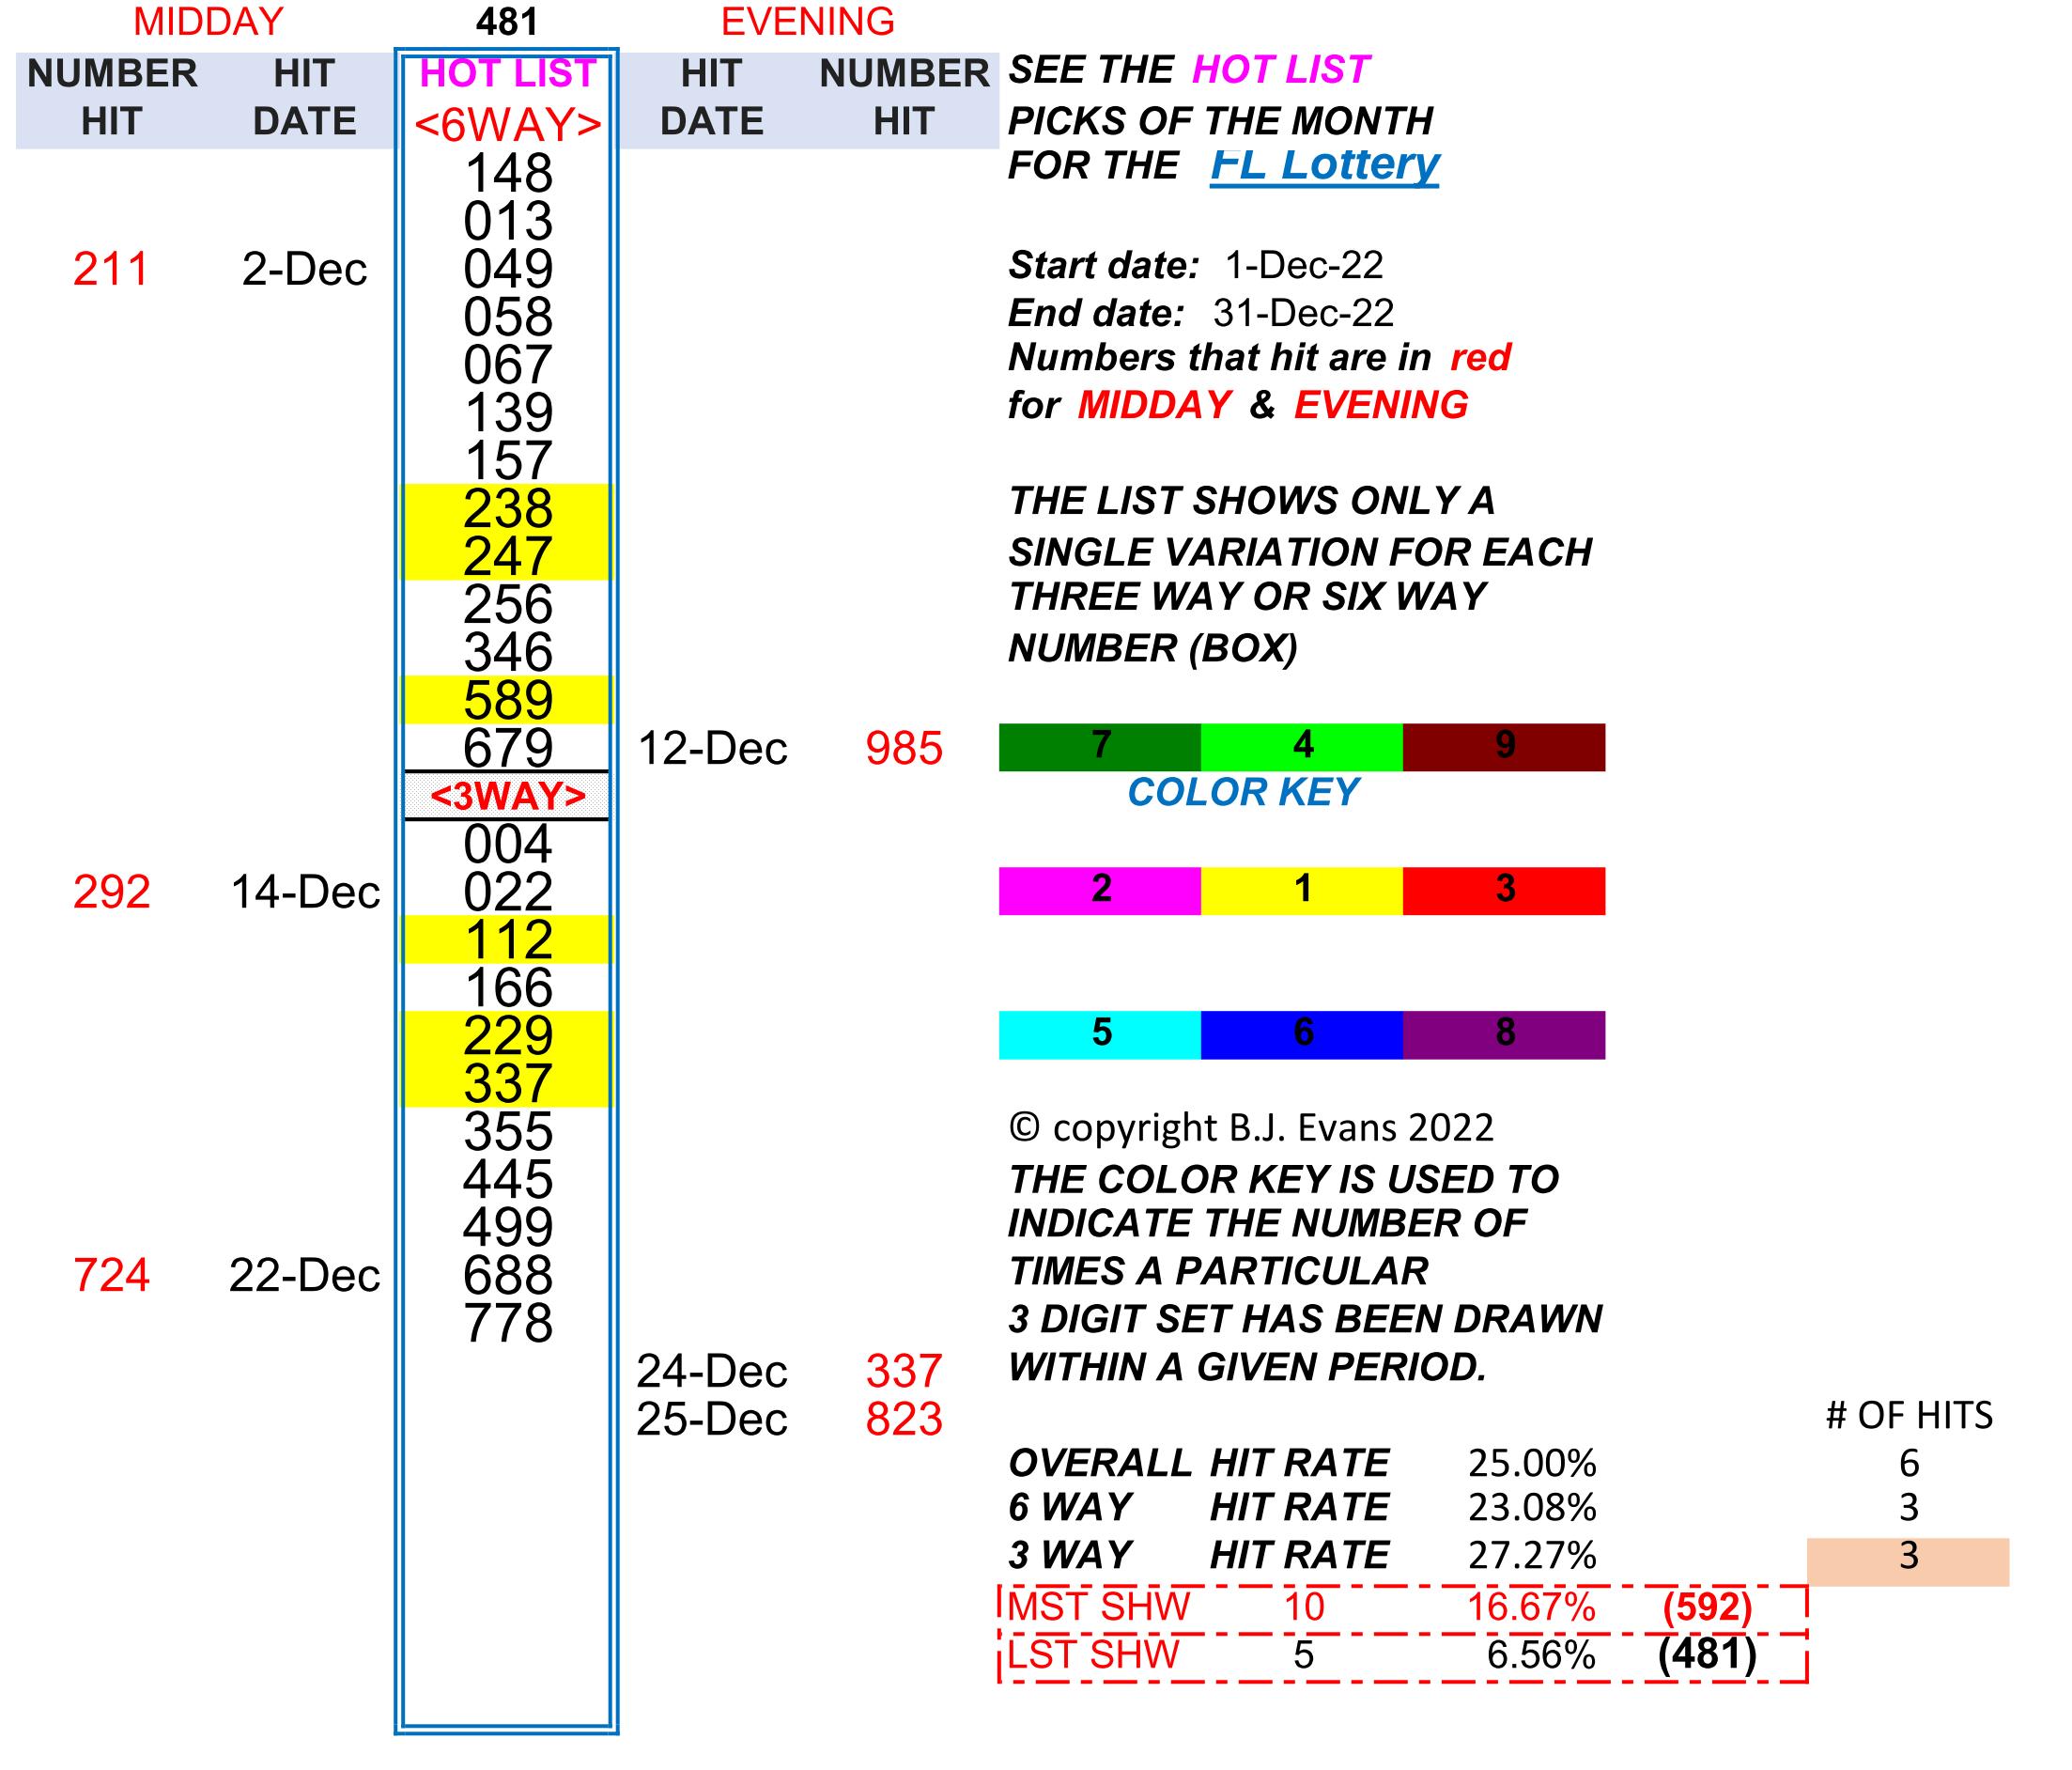 MIDDAY 481 EVENING
NUMBER HIT HOT LIST HIT NUMBER SEE THE HOT LIST
HIT DATE <6WAY> DATE HIT PICKS OF THE MONTH
148 FOR THE FL Lottery
013
211 2-Dec 049 Start date: 1-Dec-22
058 End date: 31-Dec-22
067 Numbers that hit are in red
139 for MIDDAY & EVENING
157
238 THE LIST SHOWS ONLY A
247 SINGLE VARIATION FOR EACH
256 THREE WAY OR SIX WAY
346 NUMBER (BOX)
589
679 12-Dec 985 7 4 9
<3WAY> COLOR KEY
004
292 14-Dec 022 2 1 3
112
166
229 5 6 8
337
355 © copyright B.J. Evans 2022
445 THE COLOR KEY IS USED TO
499 INDICATE THE NUMBER OF
724 22-Dec 688 TIMES A PARTICULAR
778 3 DIGIT SET HAS BEEN DRAWN
24-Dec 337 WITHIN A GIVEN PERIOD.
25-Dec 823 # OF HITS
OVERALL HIT RATE 25.00% 6
6 WAY HIT RATE 23.08% 3
3 WAY HIT RATE 27.27% 3
MST SHW 10 16.67% (592)
LST SHW 5 6.56% (481)